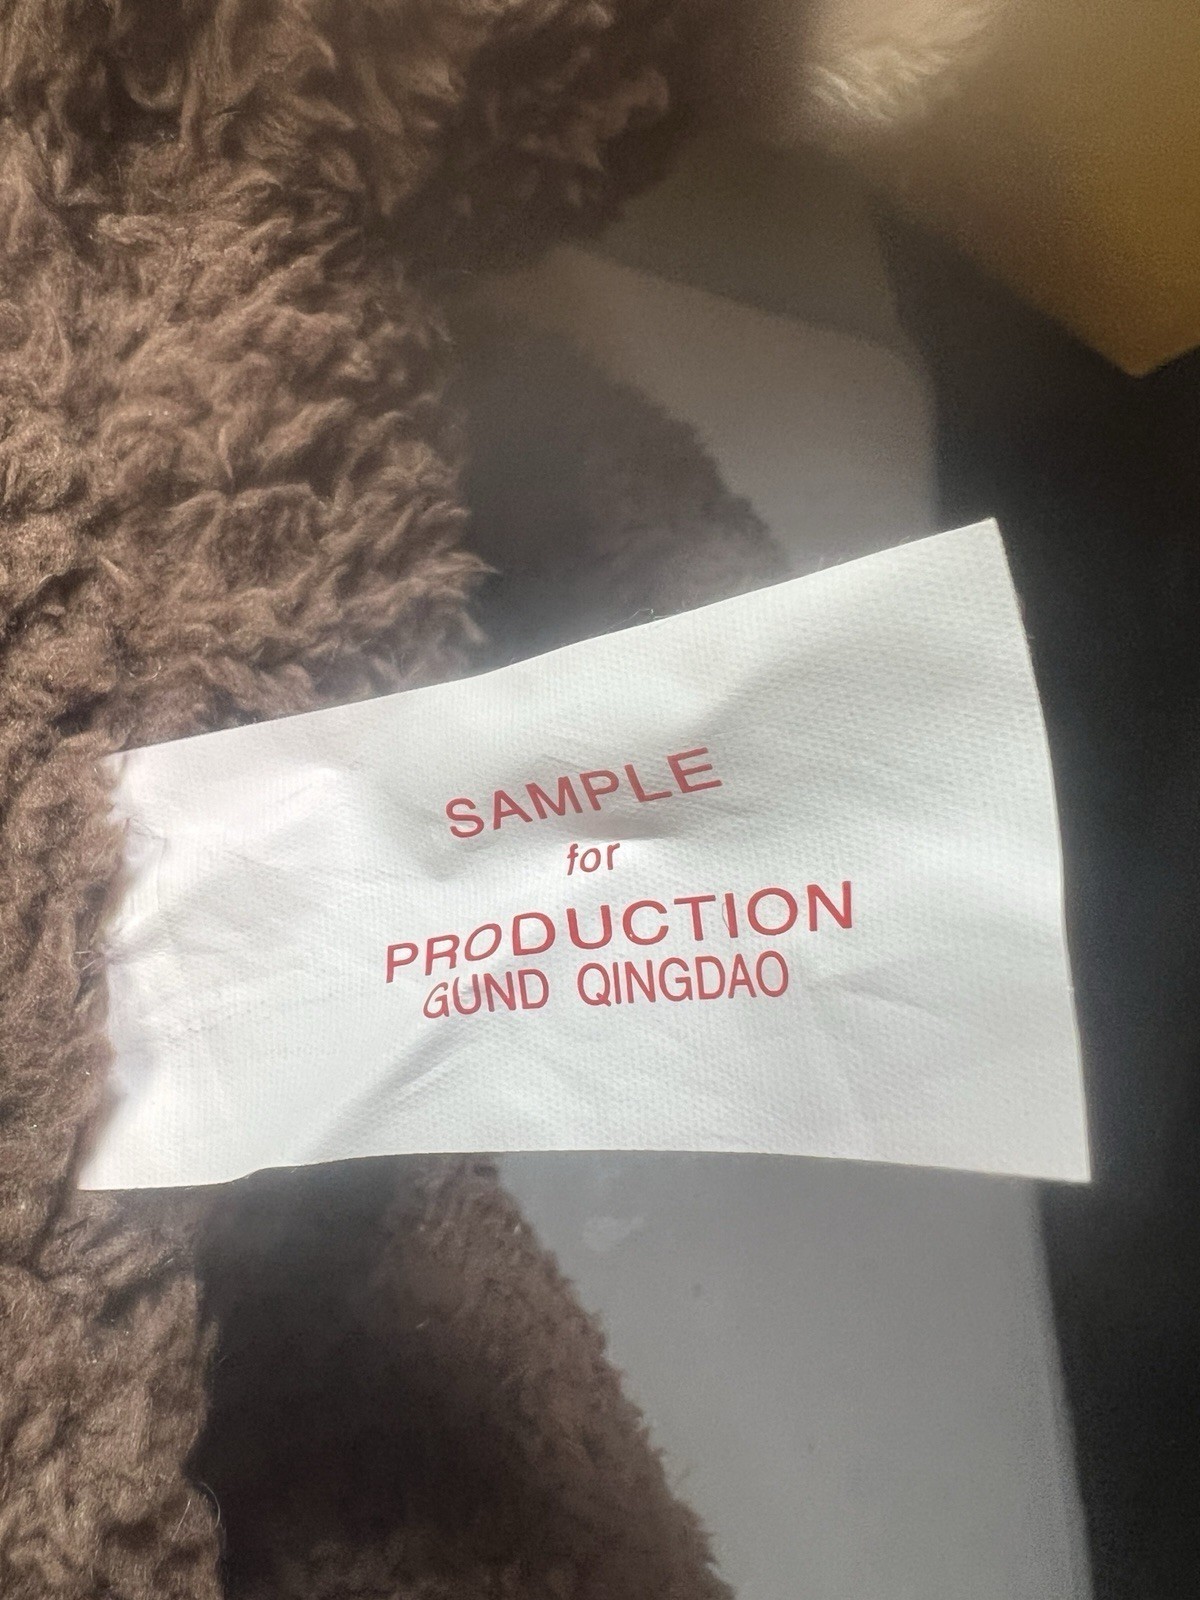 SAMPLE
for
PRODUCTION
GUND QINGDAO